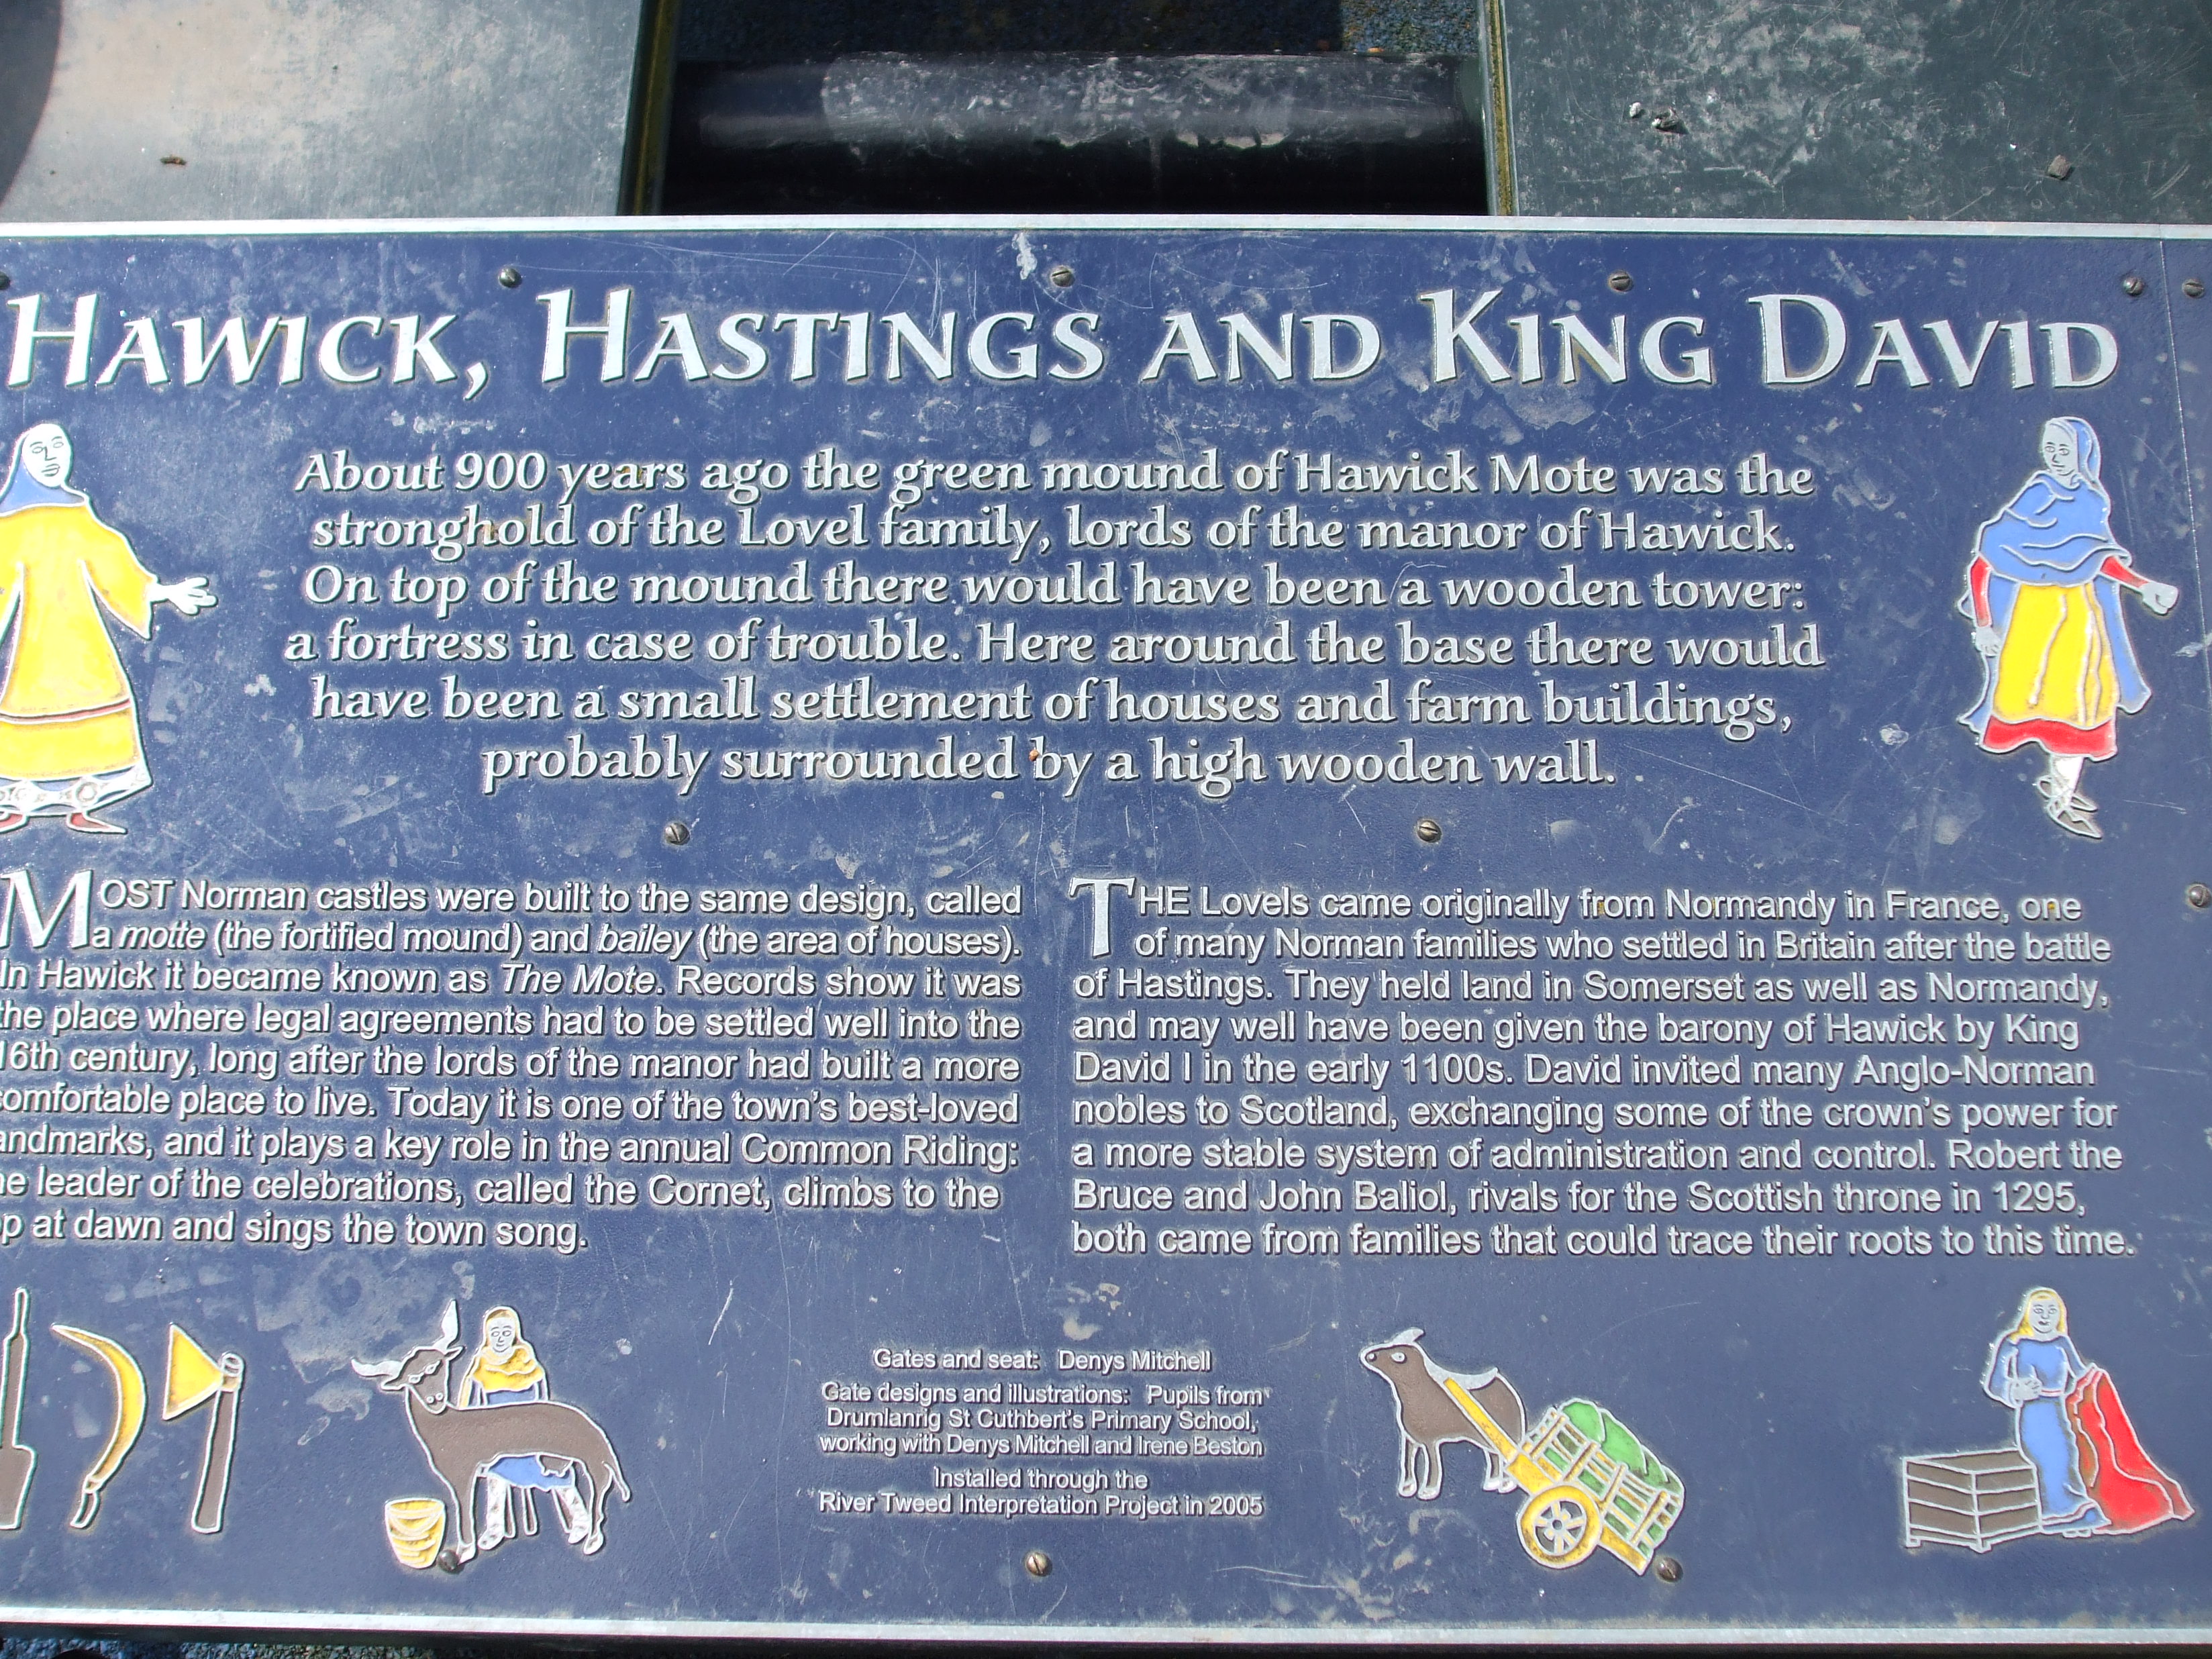 HAWICK, HASTINGS AND KING DAVID
About 900 years ago the green mound of Hawick Mote was the
stronghold of the Lovel family, lords of the manor of Hawick.
On top of the mound there would have been a wooden tower:
a fortress in case of trouble. Here around the base there would
have been a small settlement of houses and farm buildings,
probably surrounded by a high wooden wall.
MOST Norman castles were built to the same design, called
a motte (the fortified mound) and bailey (the area of houses).
In Hawick it became known as The Mote. Records show it was
the place where legal agreements had to be settled well into the
16th century, long after the lords of the manor had built a more
comfortable place to live. Today it is one of the town's best-loved
andmarks, and it plays a key role in the annual Common Riding:
he leader of the celebrations, called the Cornet, climbs to the
op at dawn and sings the town song.
THE Lovels came originally from Normandy in France, one
of many Norman families who settled in Britain after the battle
of Hastings. They held land in Somerset as well as Normandy,
and may well have been given the barony of Hawick by King
David I in the early 1100s. David invited many Anglo-Norman
nobles to Scotland, exchanging some of the crown's power for
a more stable system of administration and control. Robert the
Bruce and John Baliol, rivals for the Scottish throne in 1295,
both came from families that could trace their roots to this time.
Gates and seat: Denys Mitchell
Gate designs and illustrations: Pupils from
Drumlanrig St Cuthbert's Primary School,
working with Denys Mitchell and Irene Beston
Installed through the
River Tweed Interpretation Project in 2005